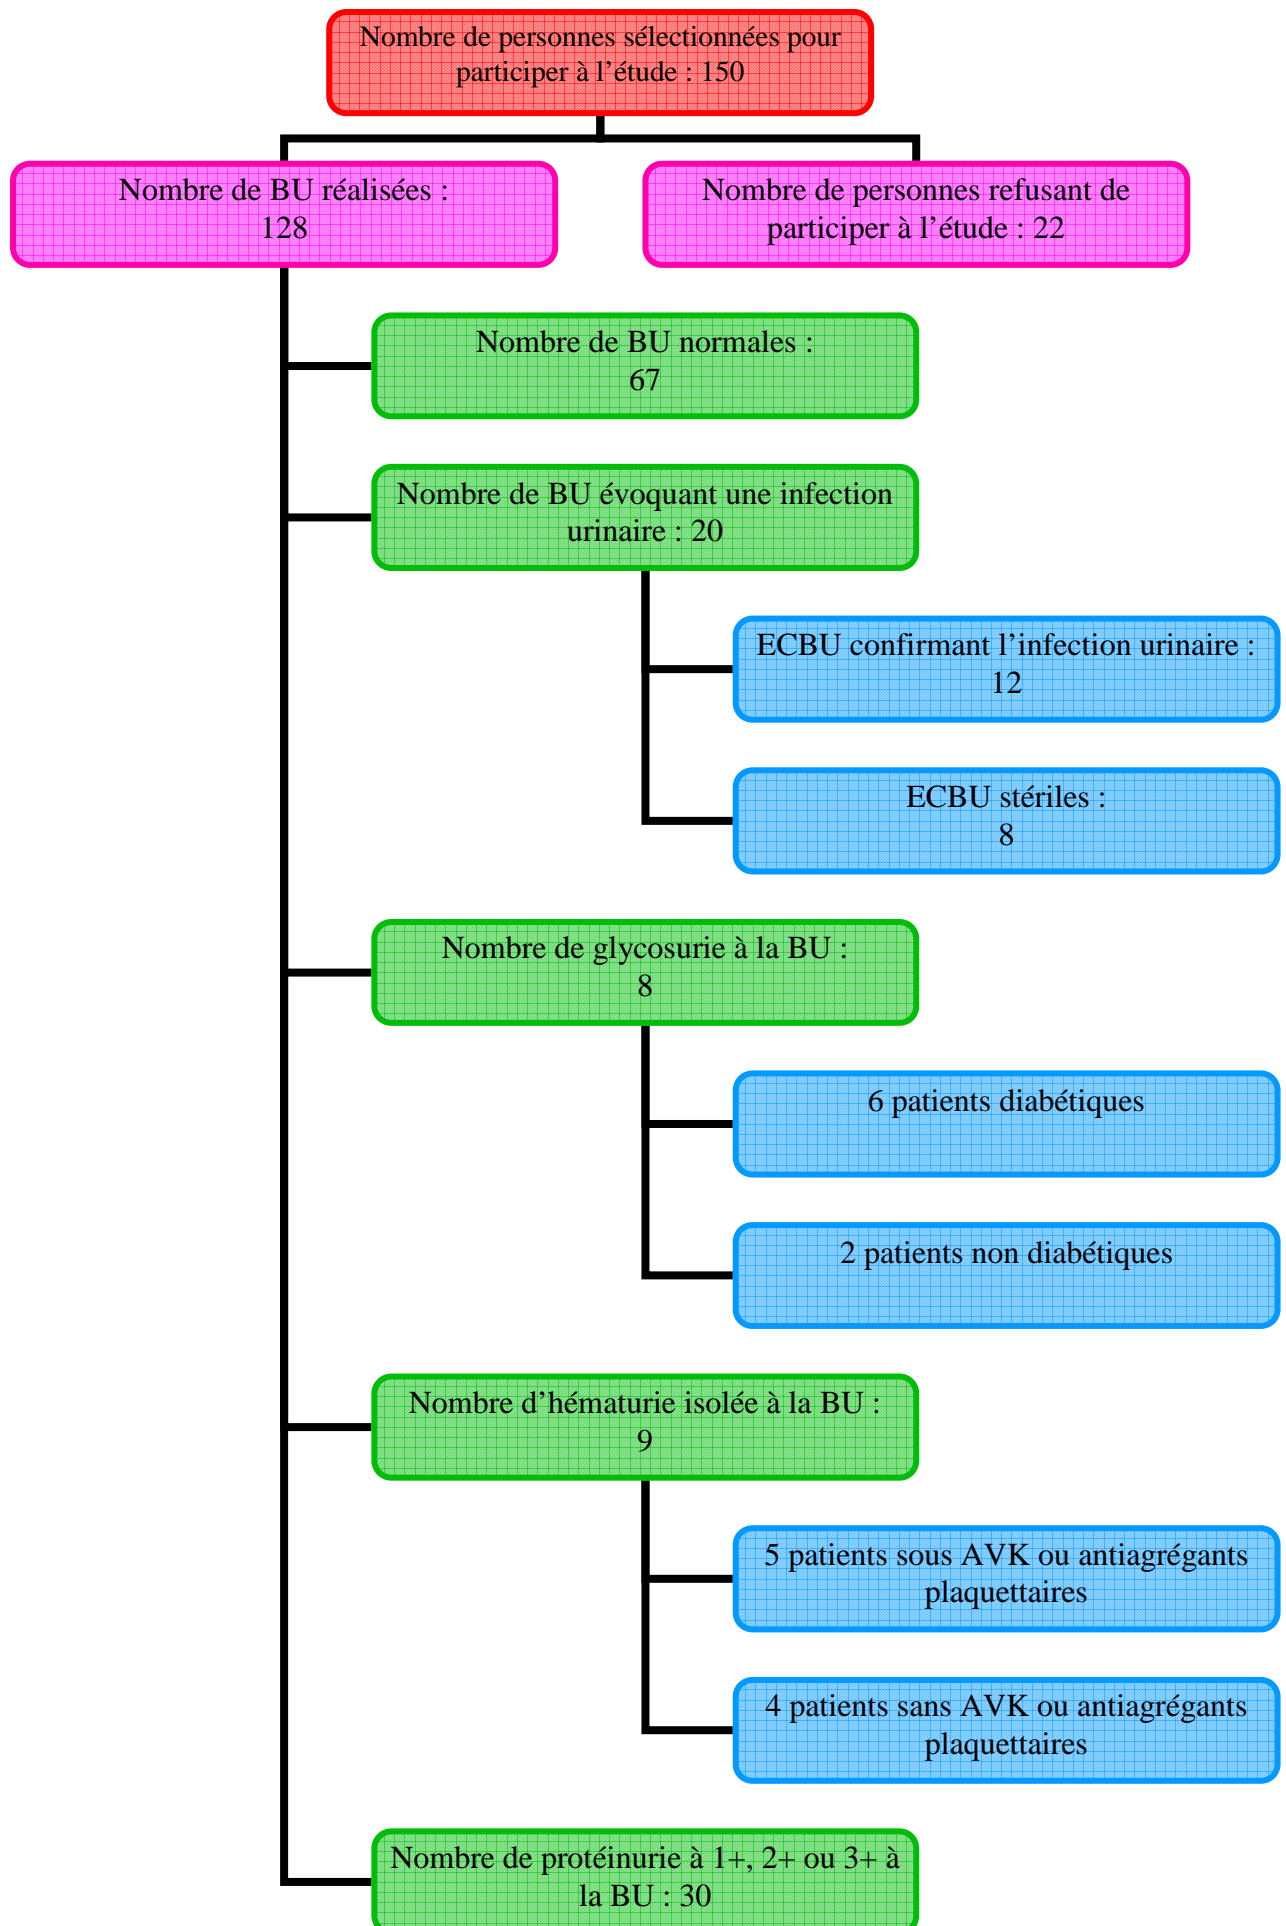 Nombre de personnes sélectionnées pour
participer à l’étude : 150
Nombre de BU réalisées :
128
Nombre de personnes refusant de
participer à l’étude : 22
Nombre de BU normales :
67
Nombre de BU évoquant une infection
urinaire : 20
ECBU confirmant l’infection urinaire :
12
ECBU stériles :
8
Nombre de glycosurie à la BU :
8
6 patients diabétiques
2 patients non diabétiques
Nombre d’hématurie isolée à la BU :
9
5 patients sous AVK ou antiagrégants
plaquettaires
4 patients sans AVK ou antiagrégants
plaquettaires
Nombre de protéinurie à 1+, 2+ ou 3+ à
la BU : 30